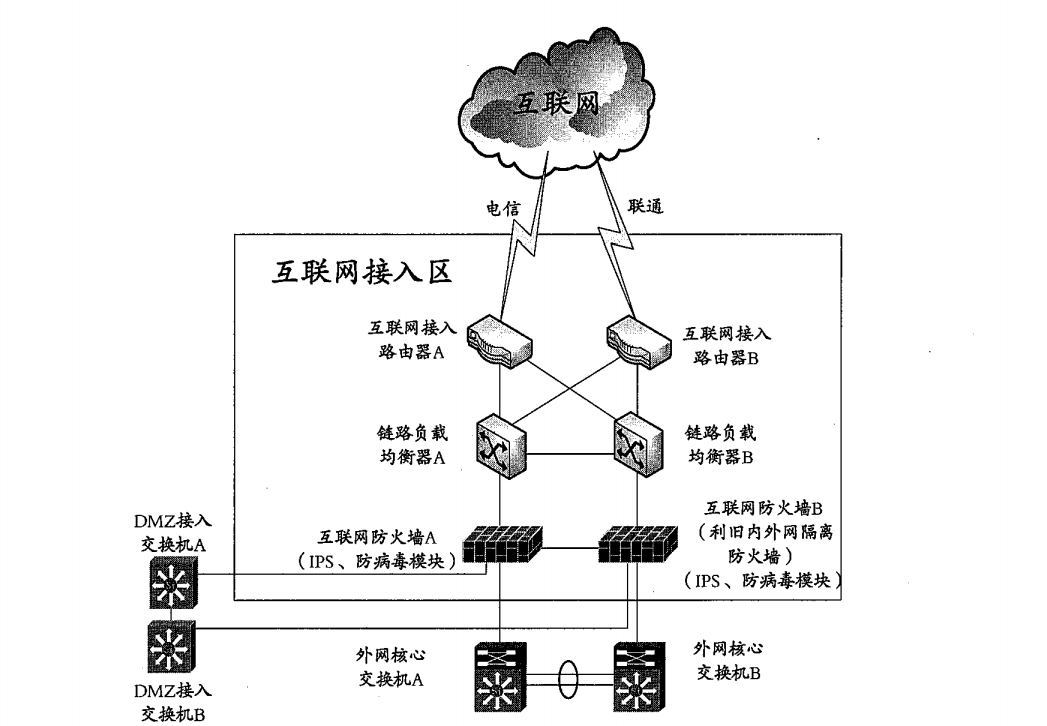 互联网
电信
联通
互联网接入区
互联网接入
路由器A
互联网接入
路由器B
链路负载
均衡器A
链路负载
均衡器B
DMZ接入
交换机A
互联网防火墙A
（IPS、防病毒模块）
互联网防火墙B
（利旧内外网隔离
防火墙）
（IPS、防病毒模块）
外网核心
交换机A
外网核心
交换机B
DMZ接入
交换机B